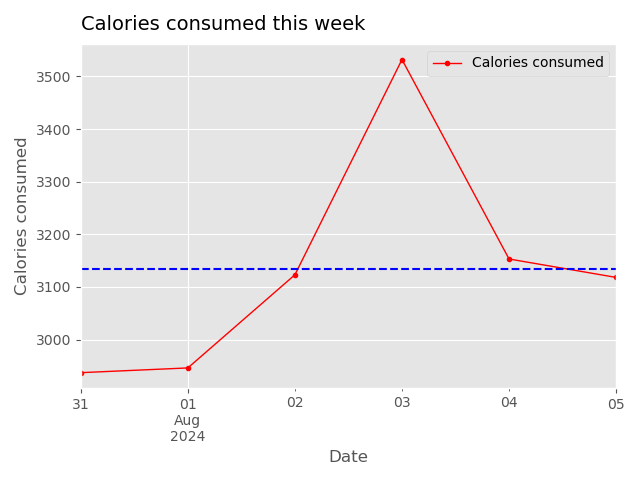 Calories consumed this week
Calories consumed
3500
3400
3300
3200
3100
3000
Calories consumed
31
01
Aug
2024
02
03
04
05
Date